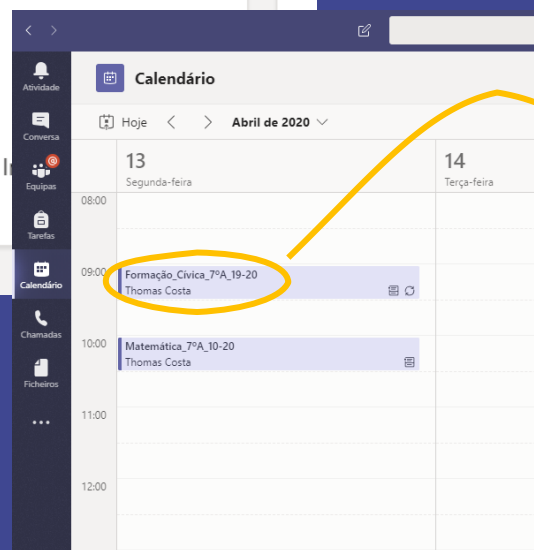 Atividade
Conversa
Equipas
Tarefas
Calendário
Chamadas
Ficheiros
Calendário
Hoje
Abril de 2020
13
Segunda-feira
14
Terça-feira
08:00
09:00
Formação_Cívica_7ºA_19-20
Thomas Costa
10:00
Matemática_7ºA_10-20
Thomas Costa
11:00
12:00